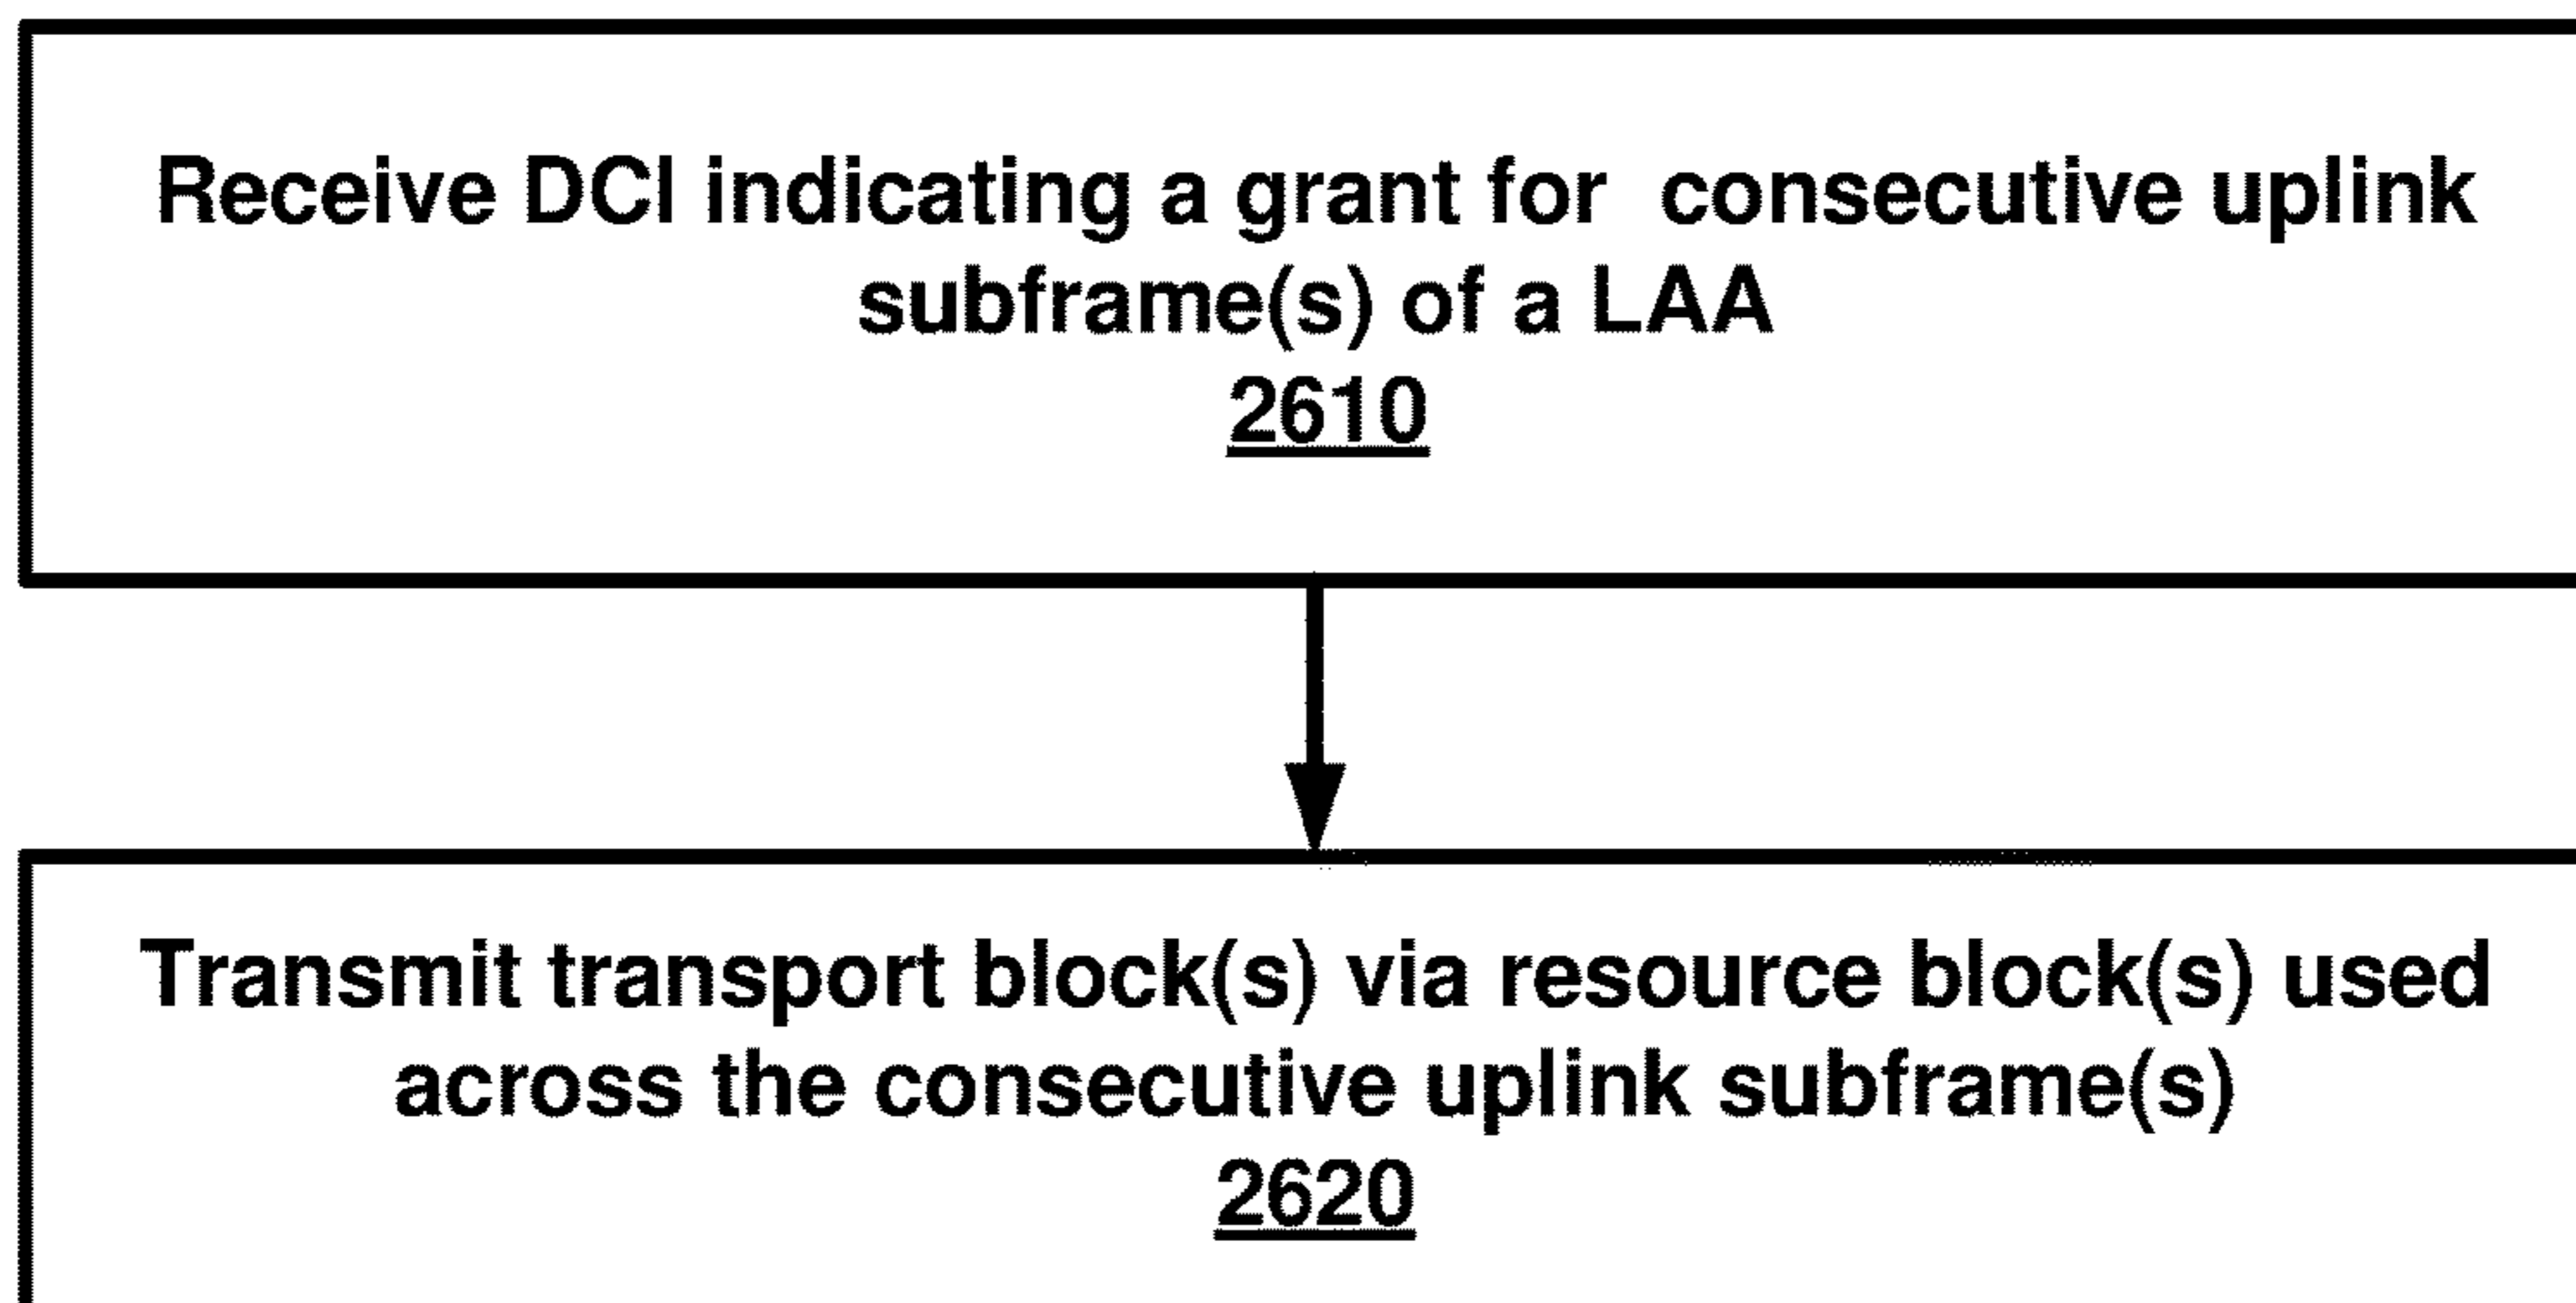 Receive DCI indicating a grant for consecutive uplink
subframe(s) of a LAA
2610
Transmit transport block(s) via resource block(s) used
across the consecutive uplink subframe(s)
2620